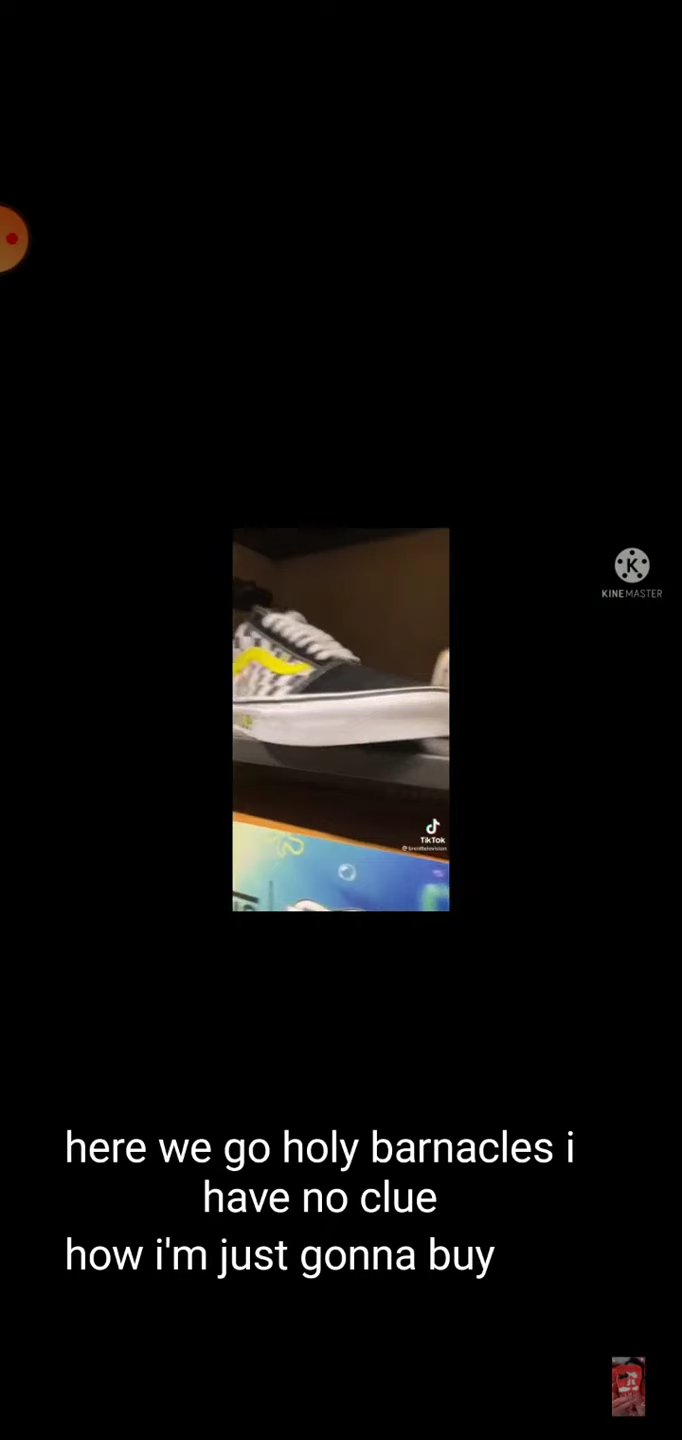 KINEMASTER
TikTok
here we go holy barnacles i
have no clue
how i'm just gonna buy